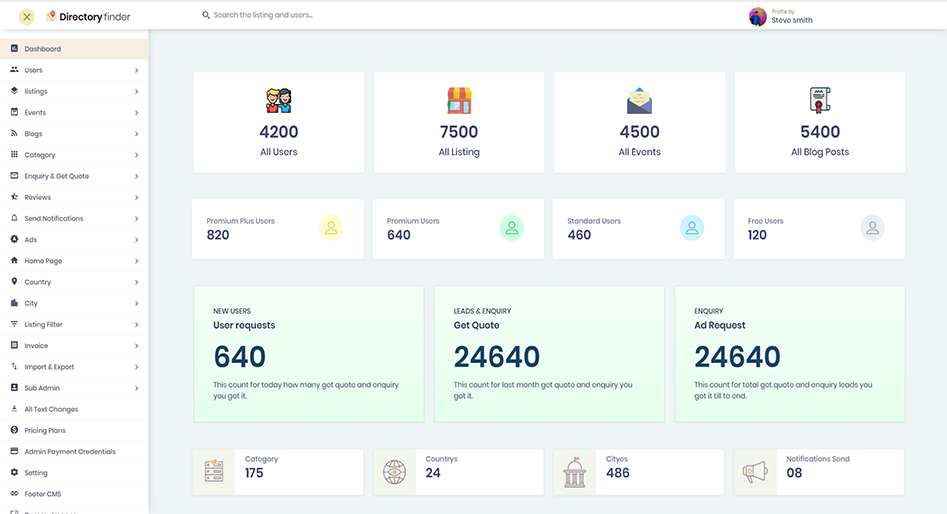 Directory finder
Search the listing and users...
Profile by
Steve smith
Dashboard
Users
listings
Events
Blogs
Category
Enquiry & Get Quote
Reviews
Send Notifications
Ads
Home Page
Country
City
Listing Filter
Invoice
Import & Export
Sub Admin
All Text Changes
Pricing Plans
Admin Payment Credentials
Setting
Footer CMS
4200
All Users
7500
All Listing
4500
All Events
5400
All Blog Posts
Premium Plus Users
820
Premium Users
640
Standard Users
460
Free Users
120
NEW USERS
User requests
640
This count for today how many got quote and enquiry
you got it.
LEADS & ENQUIRY
Get Quote
24640
This count for last month got quote and enquiry you
got it.
ENQUIRY
Ad Request
24640
This count for total got quote and enquiry leads you
got it till to end.
Category
175
Countrys
24
Cityes
486
Notifications Send
08